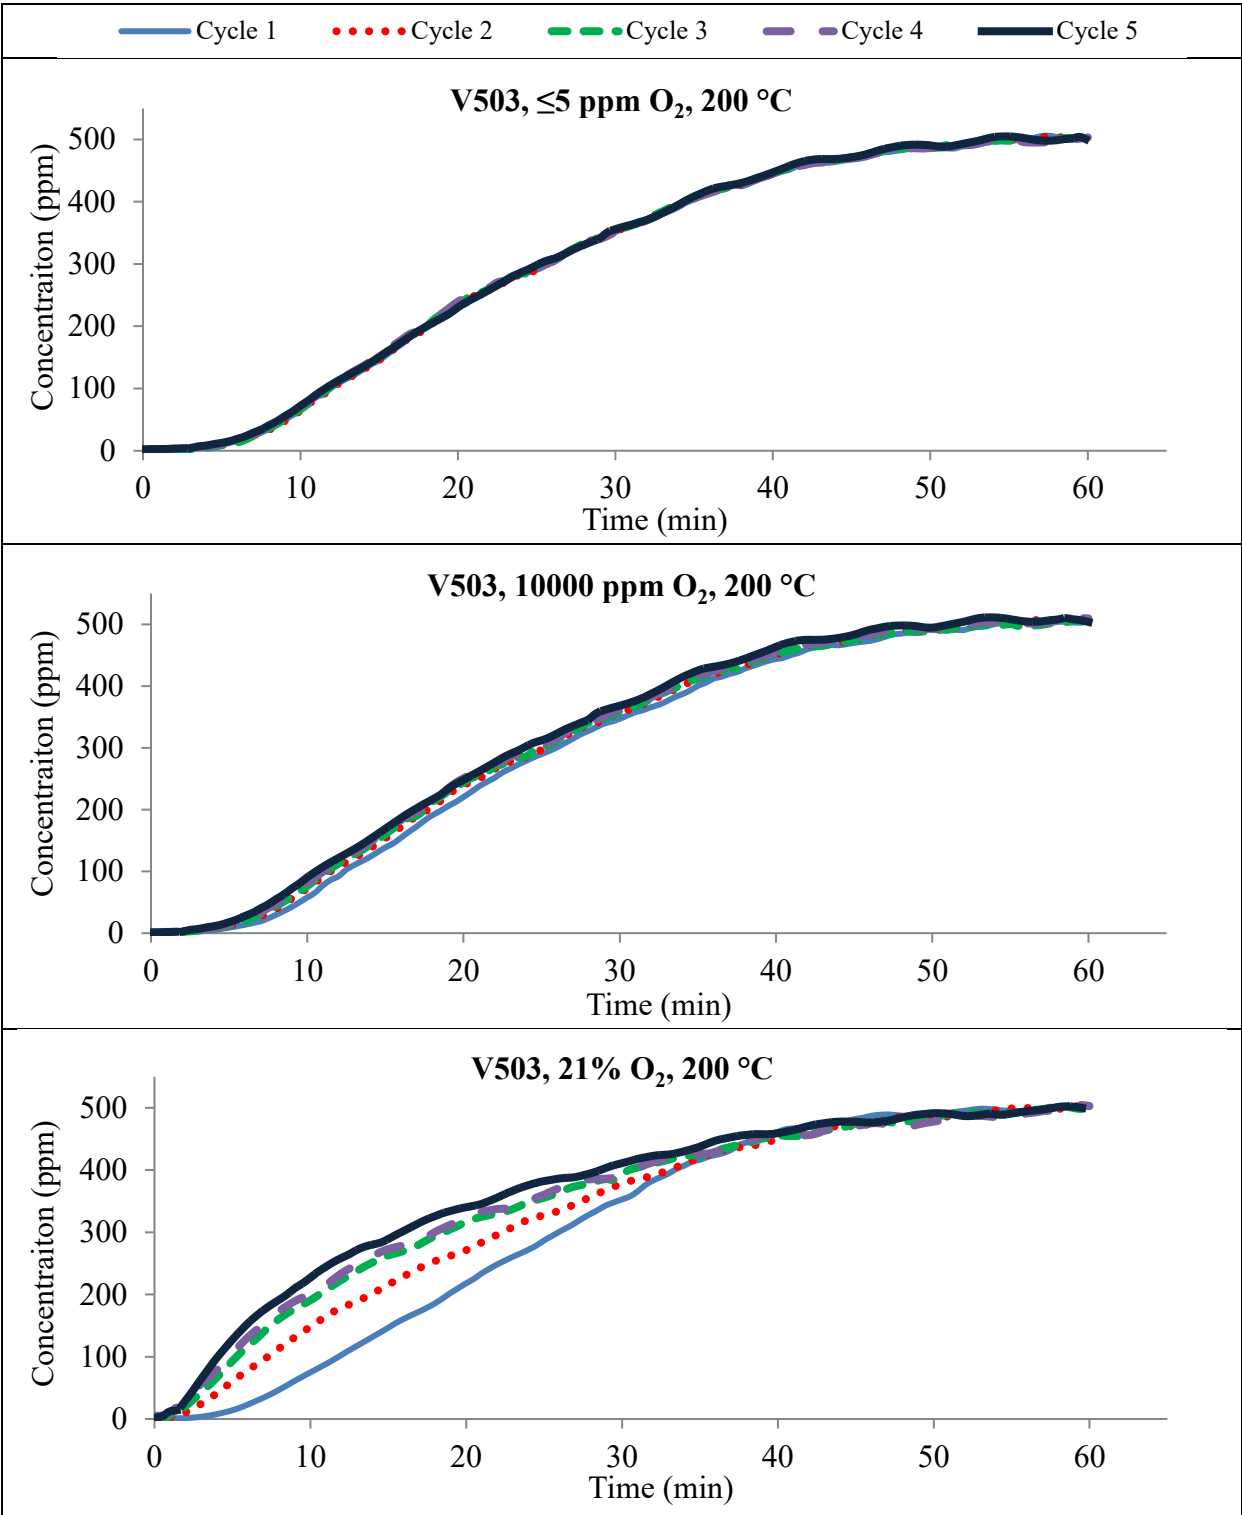 Cycle 1 Cycle 2 Cycle 3 Cycle 4 Cycle 5
V503, ≤5 ppm O₂, 200 °C
Concentraiton (ppm)
500
400
300
200
100
0
0 10 20 30 40 50 60
Time (min)
V503, 10000 ppm O₂, 200 °C
Concentraiton (ppm)
500
400
300
200
100
0
0 10 20 30 40 50 60
Time (min)
V503, 21% O₂, 200 °C
Concentraiton (ppm)
500
400
300
200
100
0
0 10 20 30 40 50 60
Time (min)